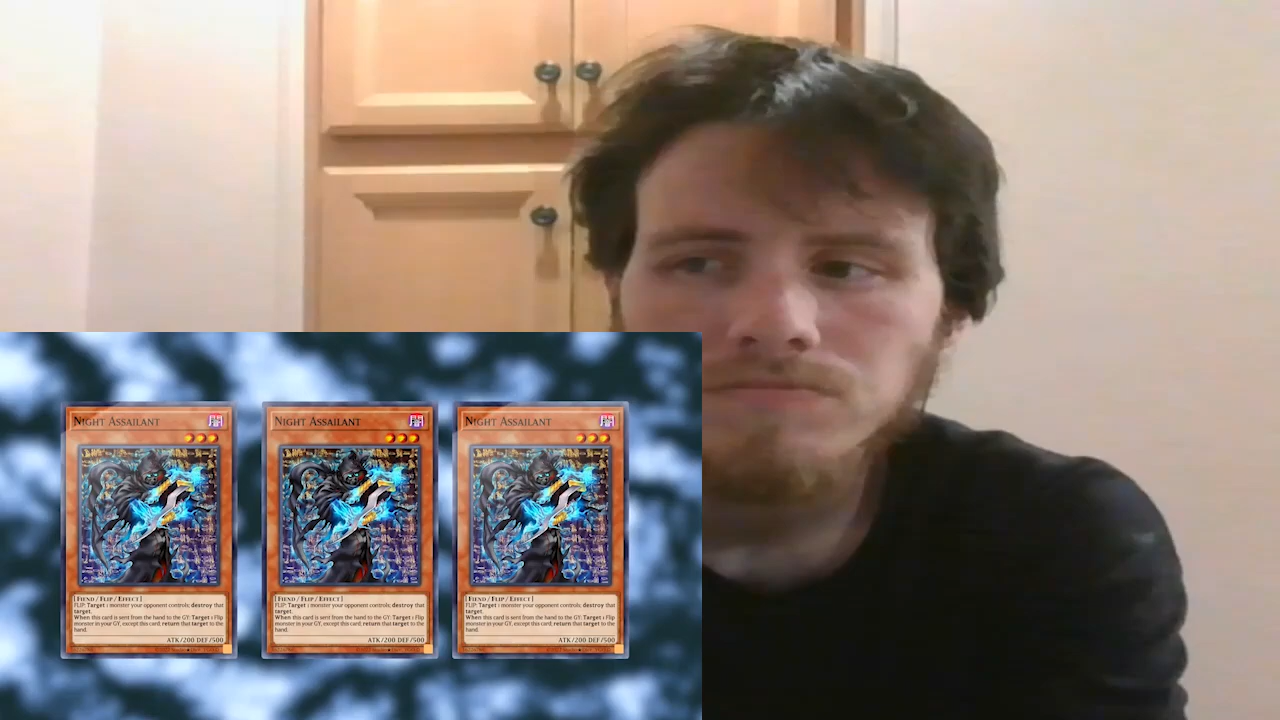 NIGHT ASSAILANT
[FIEND/FLIP/EFFECT]
FLIP: Target 1 monster your opponent controls; destroy that
target.
When this card is sent from the hand to the GY: Target 1 Flip
monster in your GY, except this card; return that target to the
hand.
ATK/200 DEF/500
NIGHT ASSAILANT
[FIEND/FLIP/EFFECT]
FLIP: Target 1 monster your opponent controls; destroy that
target.
When this card is sent from the hand to the GY: Target 1 Flip
monster in your GY, except this card; return that target to the
hand.
ATK/200 DEF/500
NIGHT ASSAILANT
[FIEND/FLIP/EFFECT]
FLIP: Target 1 monster your opponent controls; destroy that
target.
When this card is sent from the hand to the GY: Target 1 Flip
monster in your GY, except this card; return that target to the
hand.
ATK/200 DEF/500